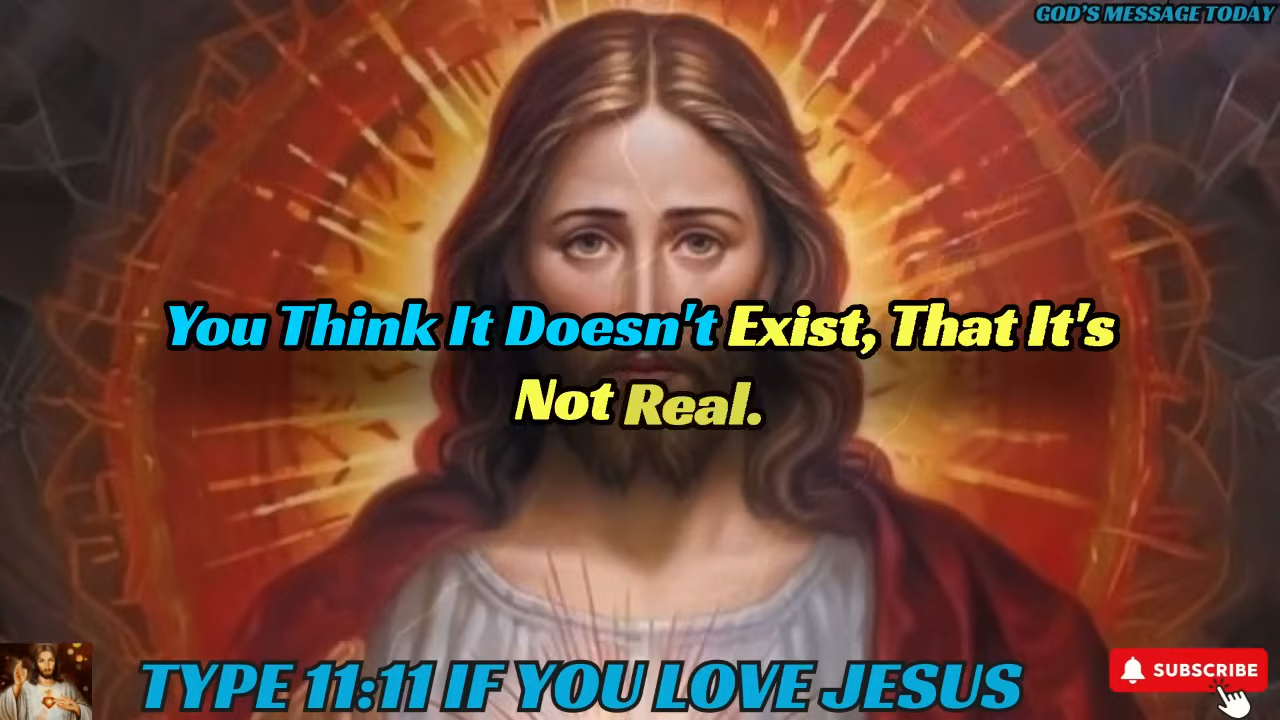 GOD'S MESSAGE TODAY
You Think It Doesn't Exist, That It's
Not Real.
TYPE 11:11 IF YOU LOVE JESUS
SUBSCRIBE